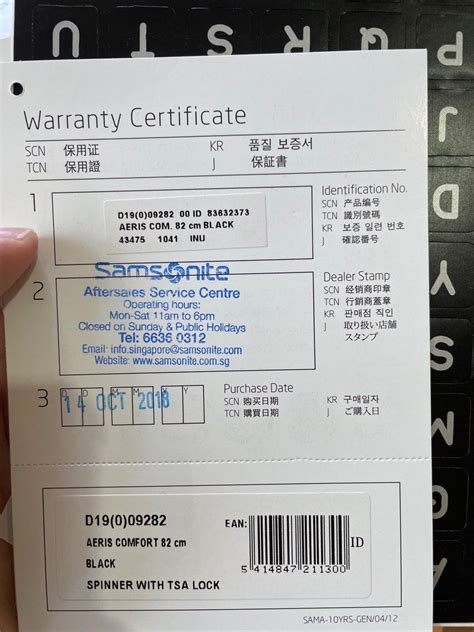 Q R S T U
Warranty Certificate
SCN 保用证 KR 품질 보증서
TCN 保用證 J 保証書
1
D19(0)09282 00 ID 83632373
AERIS COM. 82 cm BLACK
43475 1041 INU
Identification No.
SCN 产品编号
TCN 識別號碼
KR 보증 일련 번호
J 確認番号
2
Samsonite
Aftersales Service Centre
Operating hours:
Mon-Sat 11am to 6pm
Closed on Sunday & Public Holidays
Tel: 6636 0312
Email: info.singapore@samsonite.com
Website: www.samsonite.com.sg
Dealer Stamp
SCN 经销商印章
TCN 行銷商蓋章
KR 판매점 직인
J 取り扱い店舗
スタンプ
3
14 OCT 2018
Purchase Date
SCN 购买日期 KR 구매일자
TCN 購買日期 J ご購入日
D19(0)09282
AERIS COMFORT 82 cm
BLACK
SPINNER WITH TSA LOCK
EAN:
ID
5 414847 211300
SAMA-10YRS-GEN/04/12